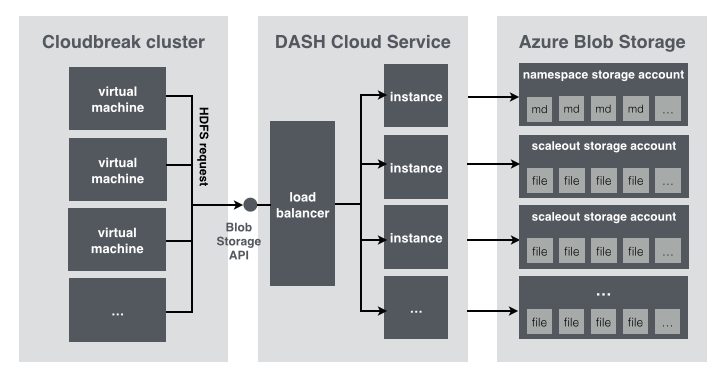 Cloudbreak cluster
virtual
machine
virtual
machine
virtual
machine
...
HDFS request
Blob
Storage
API
DASH Cloud Service
load
balancer
instance
instance
instance
...
Azure Blob Storage
namespace storage account
md md md md ...
scaleout storage account
file file file file ...
scaleout storage account
file file file file ...
...
file file file file ...